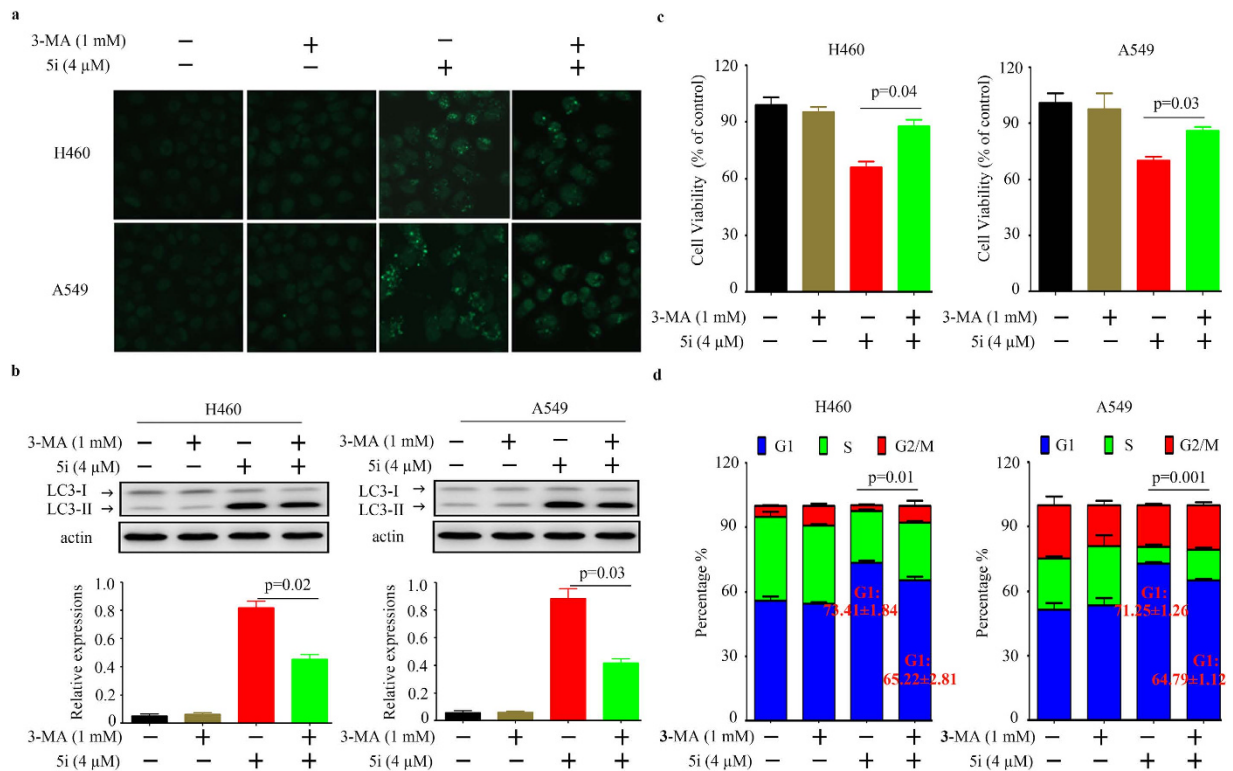 a
3-MA (1 mM) − + − +
5i (4 µM) − − + +
H460
A549
b
H460
3-MA (1 mM) − + − +
5i (4 µM) − − + +
LC3-I →
LC3-II →
actin
A549
3-MA (1 mM) − + − +
5i (4 µM) − − + +
LC3-I →
LC3-II →
actin
1.0
0.8
0.6
0.4
0.2
0
Relative expressions
p=0.02
3-MA (1 mM) − + − +
5i (4 µM) − − + +
1.0
0.8
0.6
0.4
0.2
0
Relative expressions
p=0.03
3-MA (1 mM) − + − +
5i (4 µM) − − + +
c
H460
120
90
60
30
0
Cell Viability (% of control)
p=0.04
3-MA (1 mM) − + − +
5i (4 µM) − − + +
A549
120
90
60
30
0
Cell Viability (% of control)
p=0.03
3-MA (1 mM) − + − +
5i (4 µM) − − + +
d
H460
G1 S G2/M
120
90
60
30
0
Percentage %
p=0.01
G1:
73.41±1.84
G1:
65.22±2.81
3-MA (1 mM) − + − +
5i (4 µM) − − + +
A549
G1 S G2/M
120
90
60
30
0
Percentage %
p=0.001
G1:
71.25±1.26
G1:
64.79±1.12
3-MA (1 mM) − + − +
5i (4 µM) − − + +